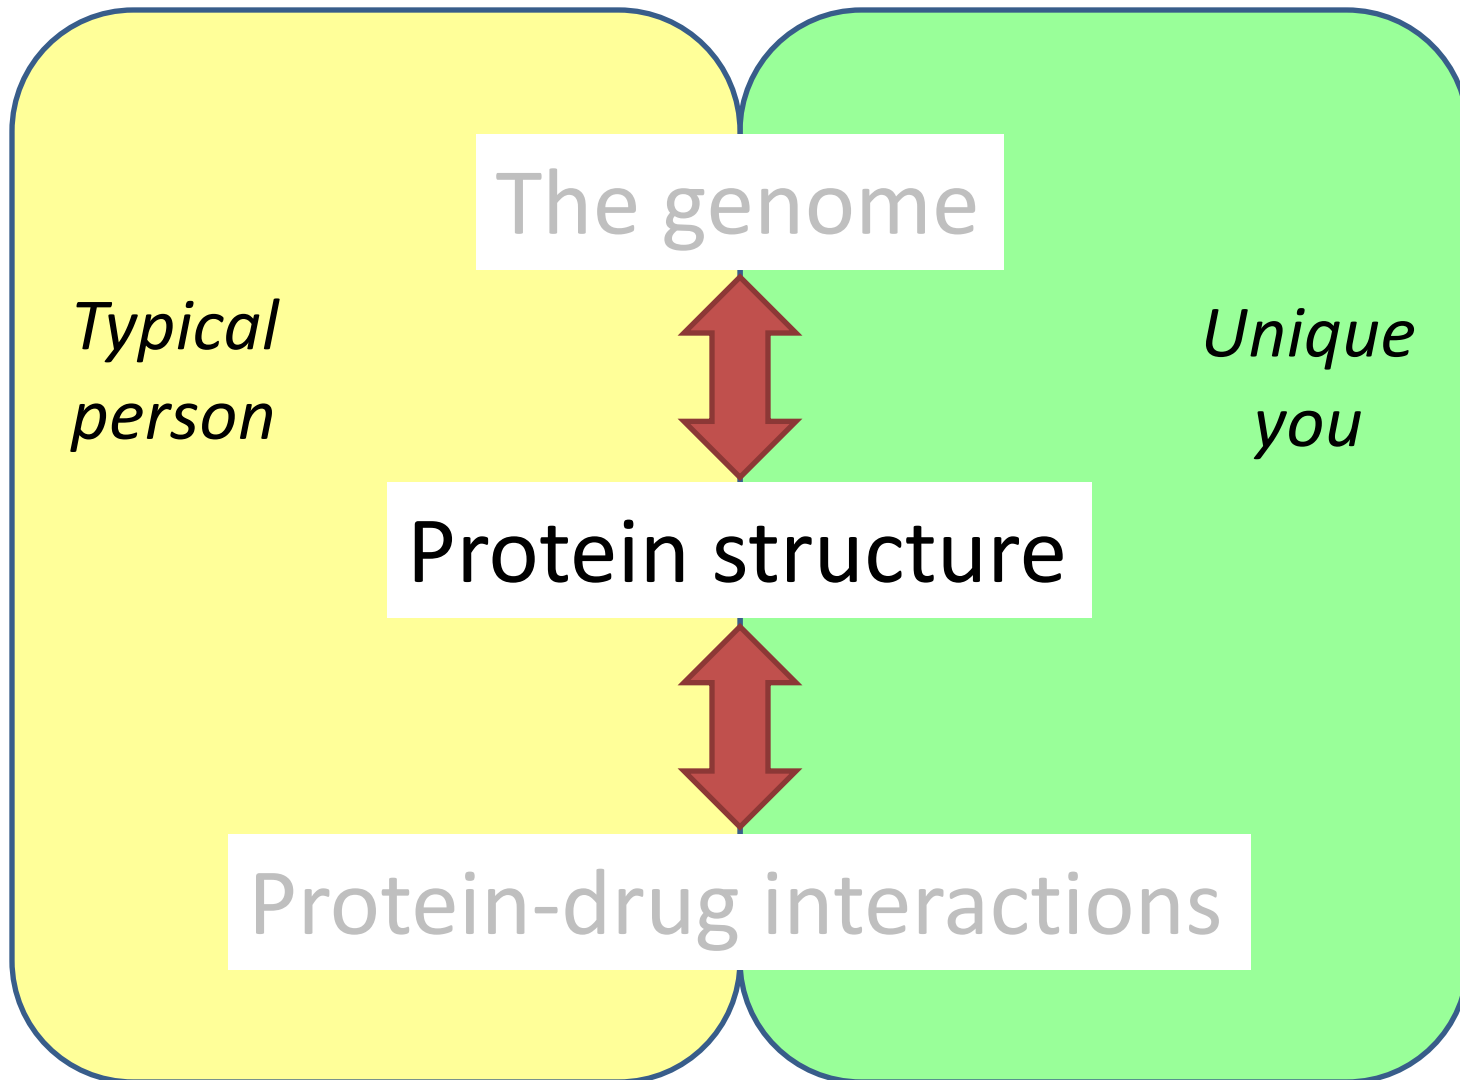 The genome
Typical
person
Unique
you
Protein structure
Protein-drug interactions